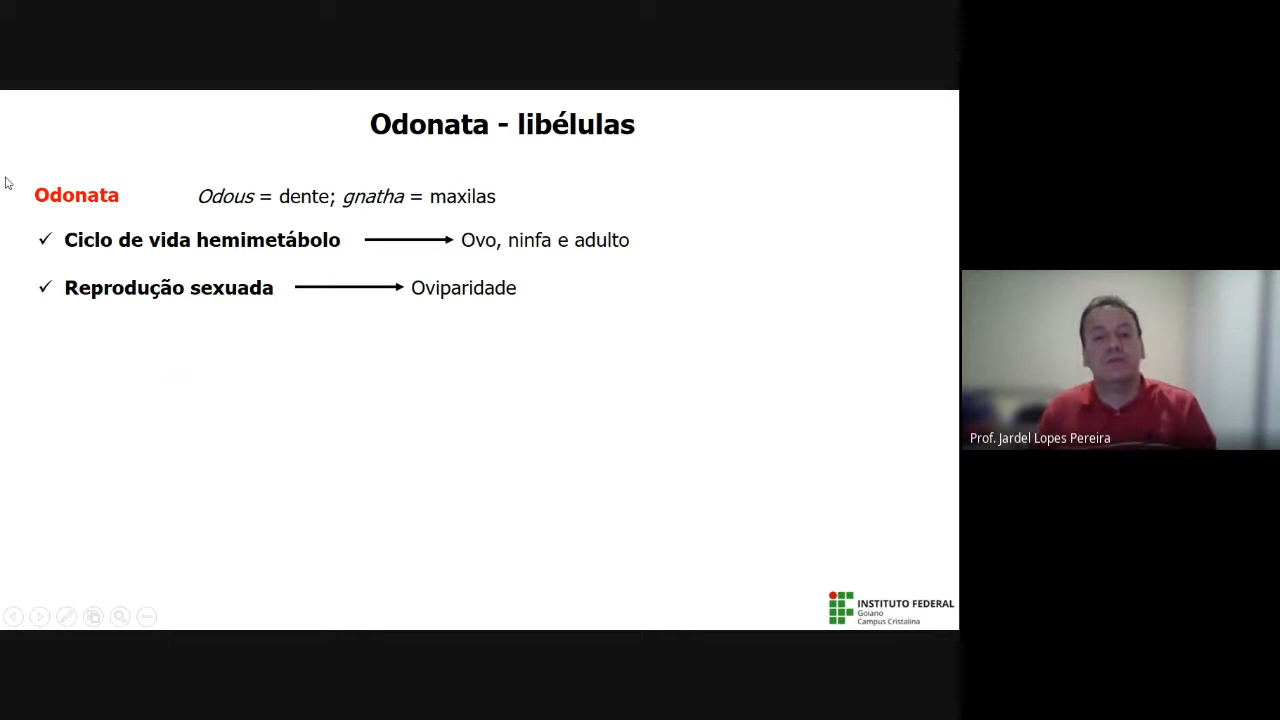 Odonata - libélulas
Odonata Odous = dente; gnatha = maxilas
✓ Ciclo de vida hemimetábolo Ovo, ninfa e adulto
✓ Reprodução sexuada Oviparidade
Prof. Jardel Lopes Pereira
INSTITUTO FEDERAL
Goiano
Campus Cristalina